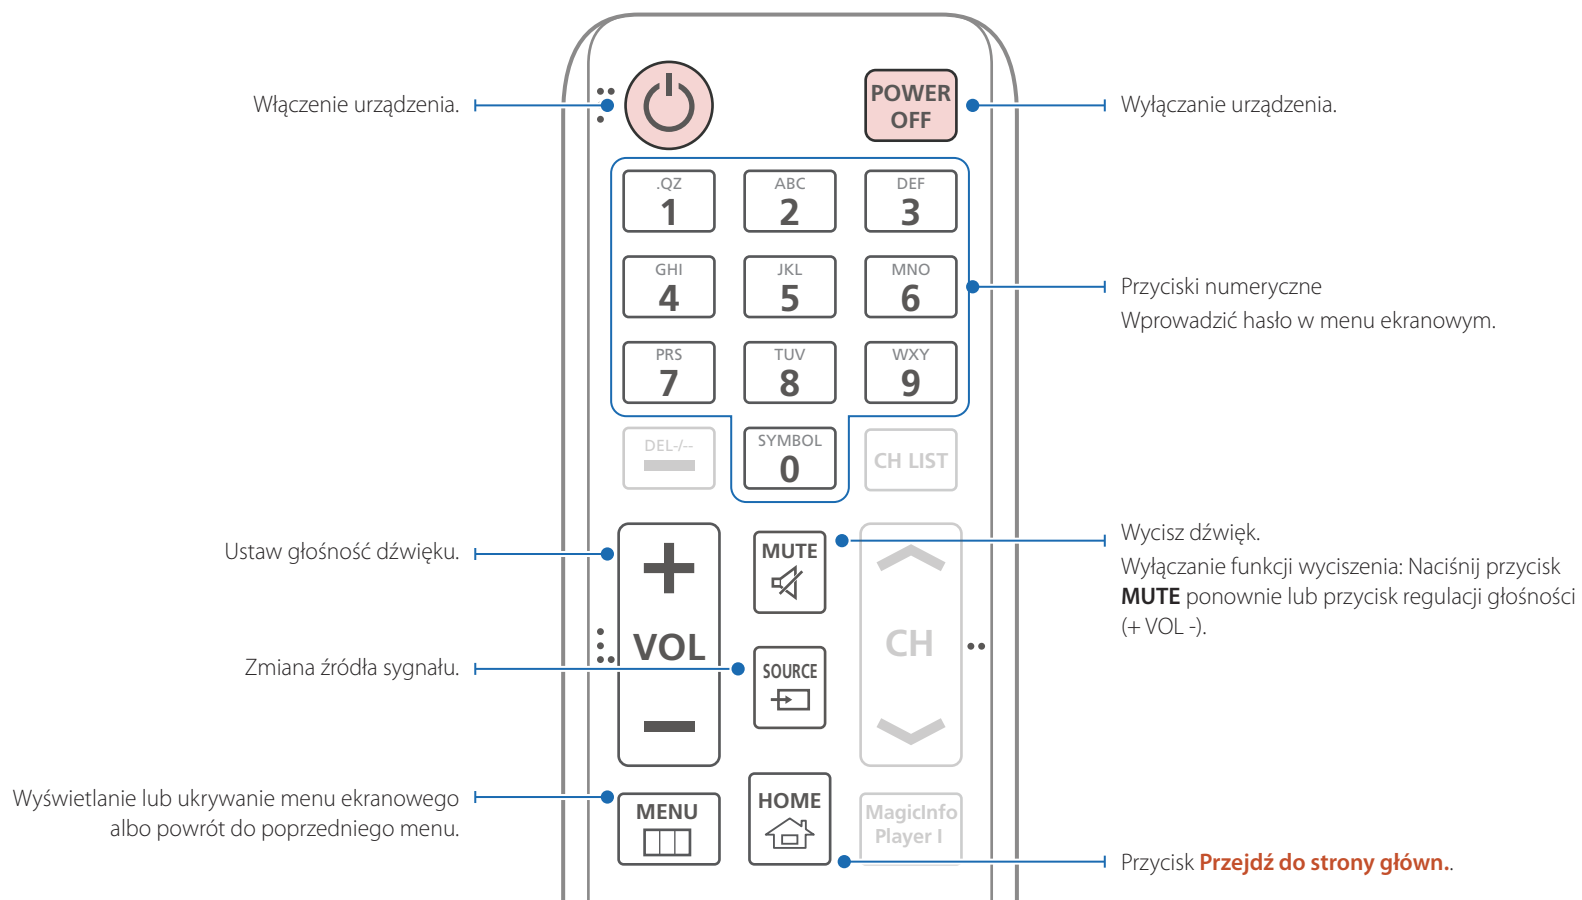 Włączenie urządzenia.
POWER
OFF
Wyłączanie urządzenia.
.QZ
1
ABC
2
DEF
3
GHI
4
JKL
5
MNO
6
Przyciski numeryczne
Wprowadzić hasło w menu ekranowym.
PRS
7
TUV
8
WXY
9
DEL-/--
SYMBOL
0
CH LIST
Ustaw głośność dźwięku.
VOL
MUTE
CH
Wycisz dźwięk.
Wyłączanie funkcji wyciszenia: Naciśnij przycisk
MUTE ponownie lub przycisk regulacji głośności
(+ VOL -).
Zmiana źródła sygnału.
SOURCE
Wyświetlanie lub ukrywanie menu ekranowego
albo powrót do poprzedniego menu.
MENU
HOME
MagicInfo
Player I
Przycisk Przejdź do strony główn..